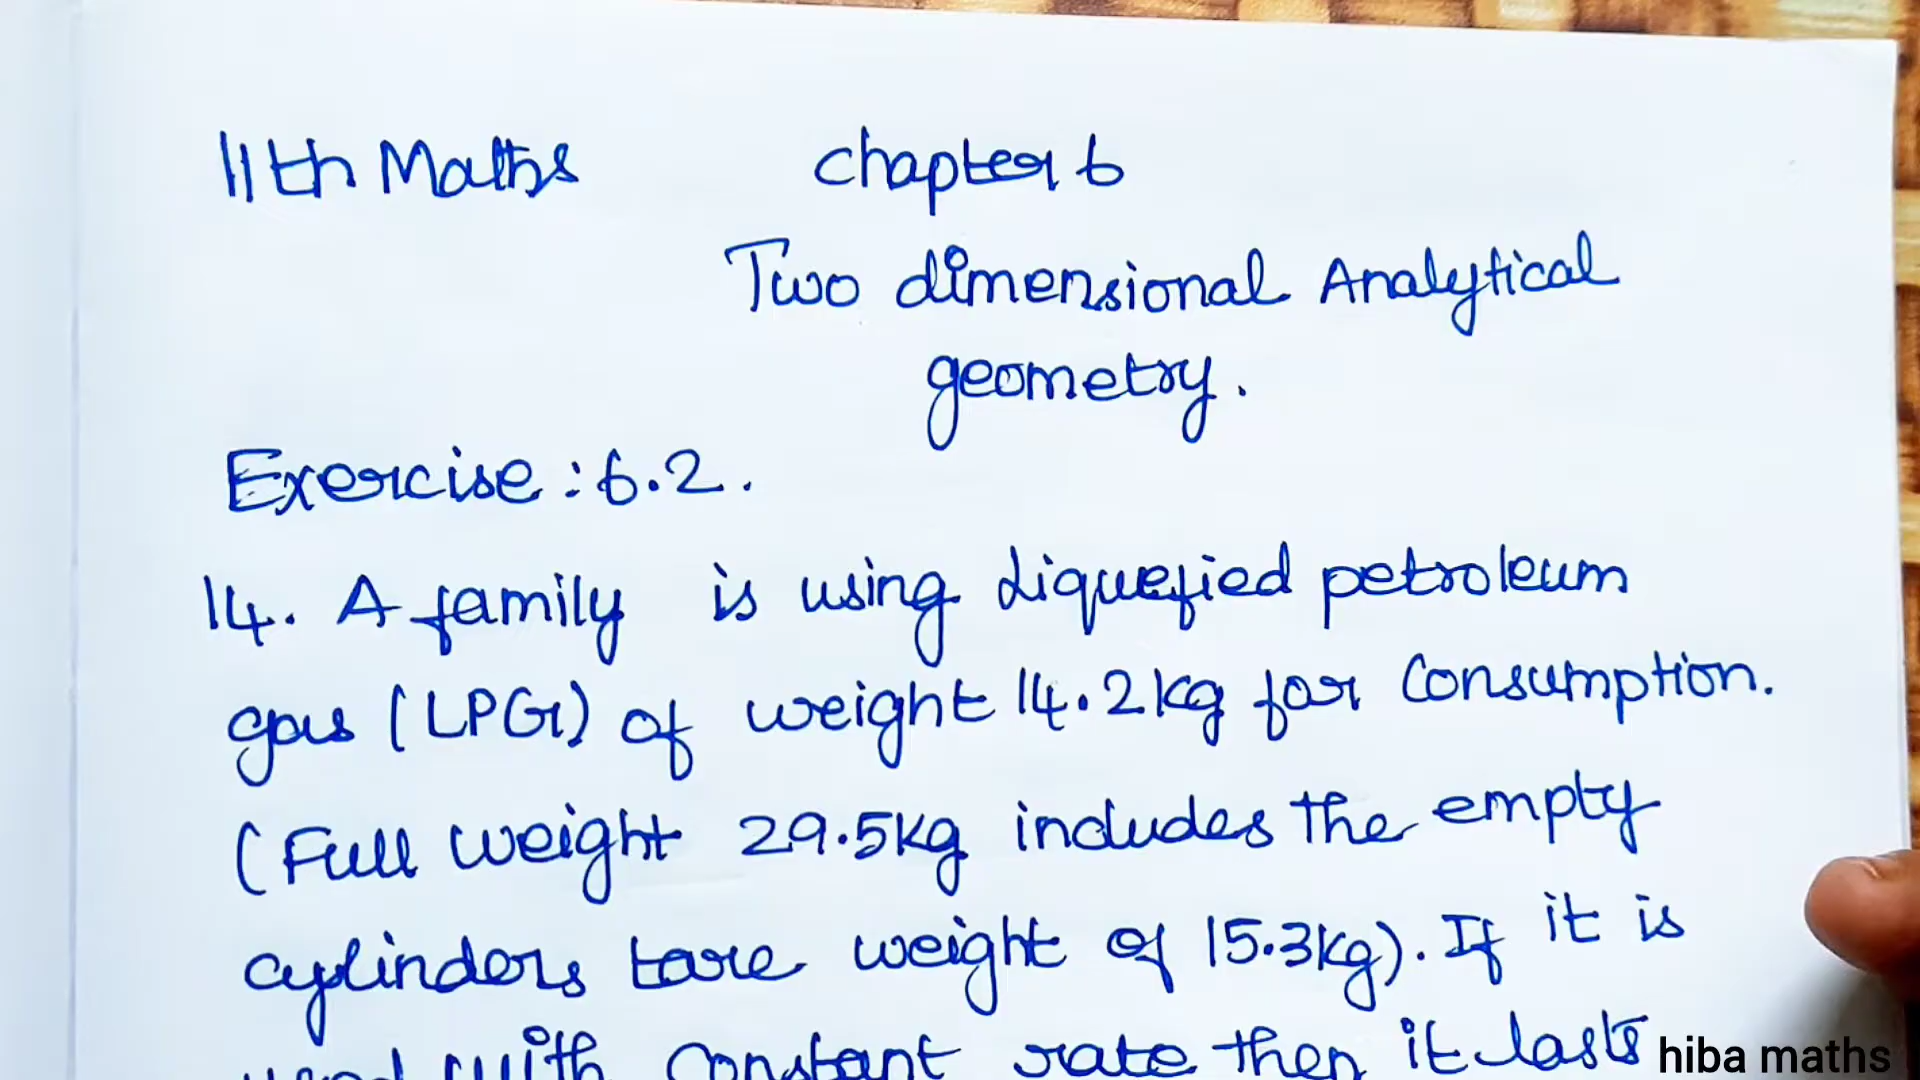 11th Maths chapter 6
Two dimensional Analytical
geometry.
Exercise : 6.2.
14. A family is using Liquefied petroleum
gas (LPG) of weight 14.2kg for Consumption.
(Full weight 29.5kg includes the empty
cylinders tare weight of 15.3kg). If it is
used with constant rate then it lasts
hiba maths